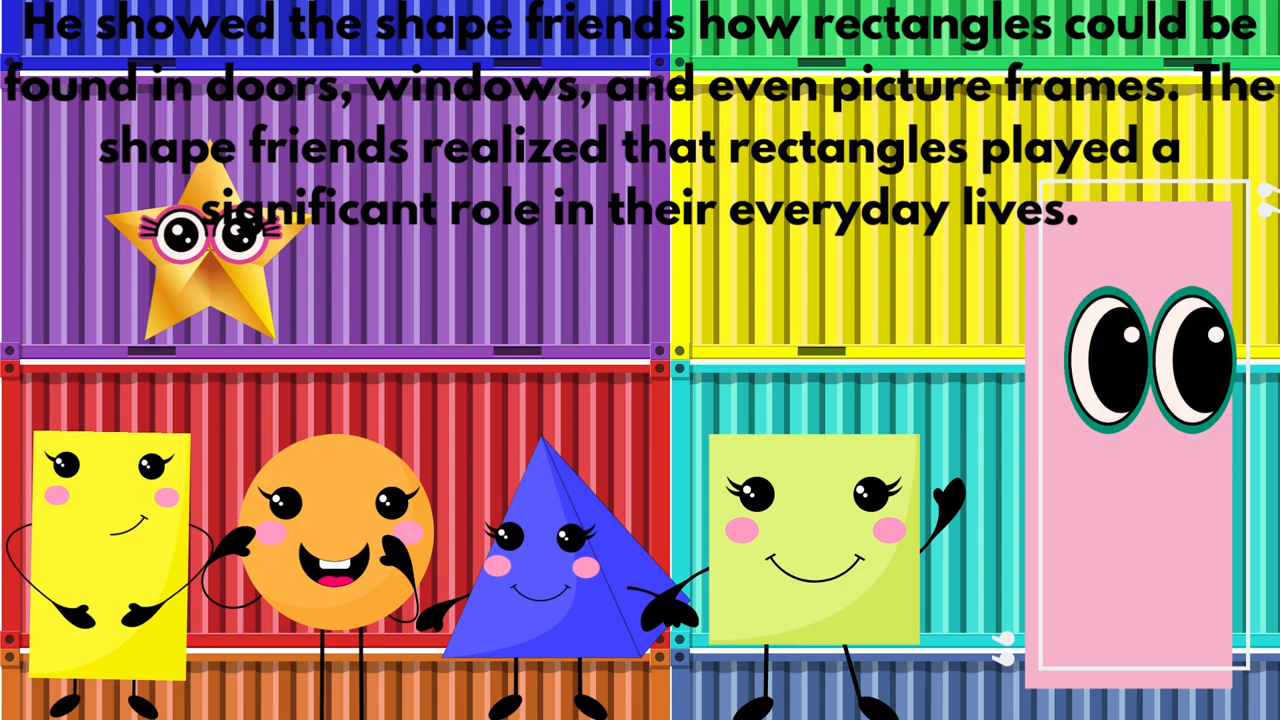 He showed the shape friends how rectangles could be
found in doors, windows, and even picture frames. The
shape friends realized that rectangles played a
significant role in their everyday lives.